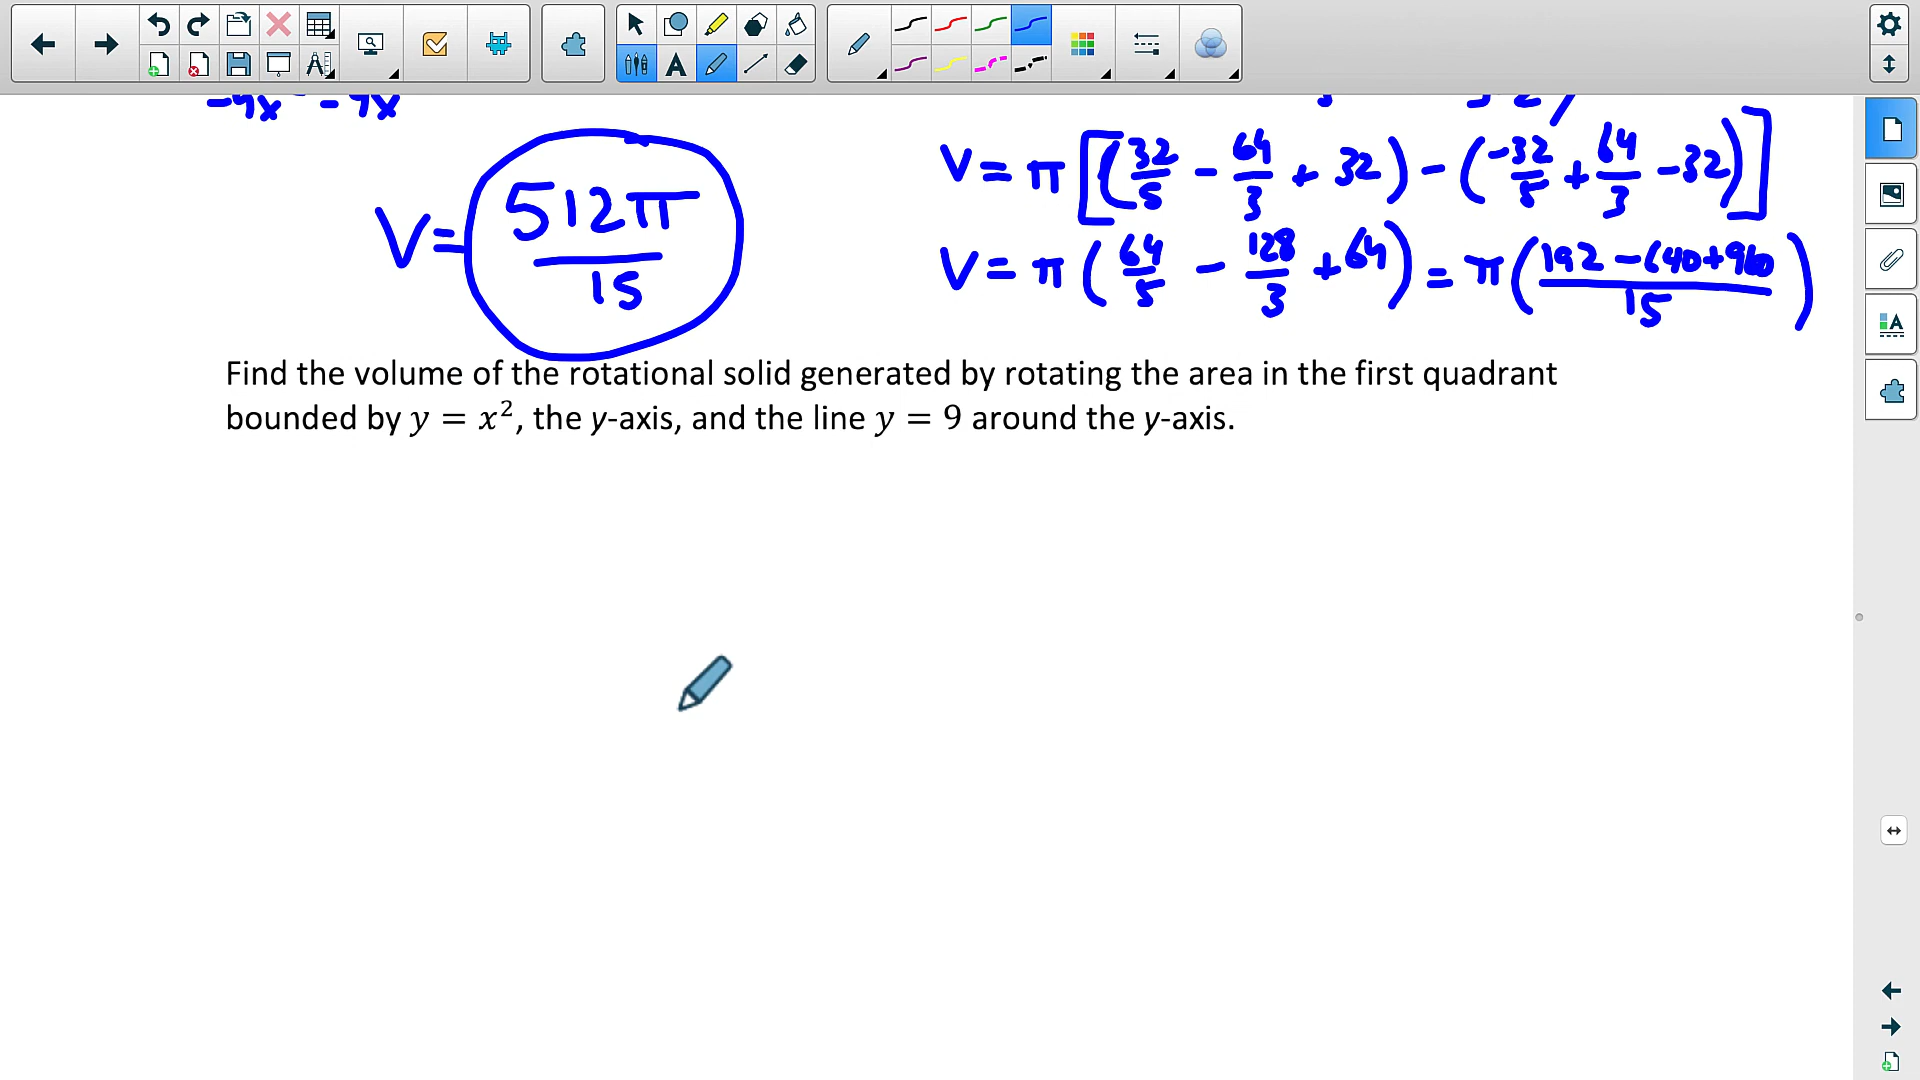 -4x² - 4x
V = π[(32/5 - 64/3 + 32) - (-32/5 + 64/3 - 32)]
V = 512π/15
V = π(64/5 - 128/3 + 64) = π((192 - 640 + 960)/15)
Find the volume of the rotational solid generated by rotating the area in the first quadrant
bounded by y = x², the y-axis, and the line y = 9 around the y-axis.